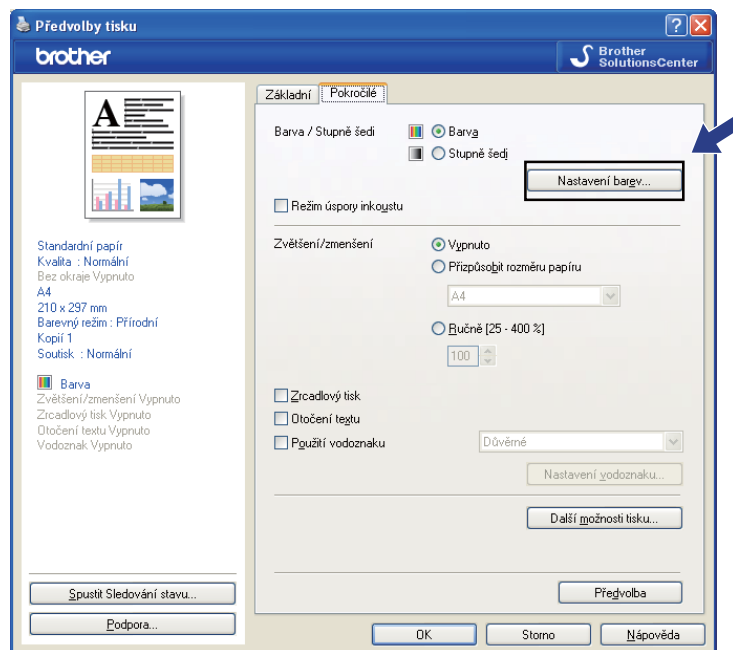 Předvolby tisku
brother
Brother
SolutionsCenter
Základní
Pokročilé
A
Standardní papír
Kvalita : Normální
Bez okraje Vypnuto
A4
210 x 297 mm
Barevný režim : Přírodní
Kopií 1
Soutisk : Normální
Barva
Zvětšení/zmenšení Vypnuto
Zrcadlový tisk Vypnuto
Otočení textu Vypnuto
Vodoznak Vypnuto
Spustit Sledování stavu...
Podpora...
Barva / Stupně šedi
Barva
Stupně šedi
Nastavení barev...
Režim úspory inkoustu
Zvětšení/zmenšení
Vypnuto
Přizpůsobit rozměru papíru
A4
Ručně [25 - 400 %]
100
Zrcadlový tisk
Otočení textu
Použití vodoznaku
Důvěrné
Nastavení vodoznaku...
Další možnosti tisku...
Předvolba
OK
Storno
Nápověda